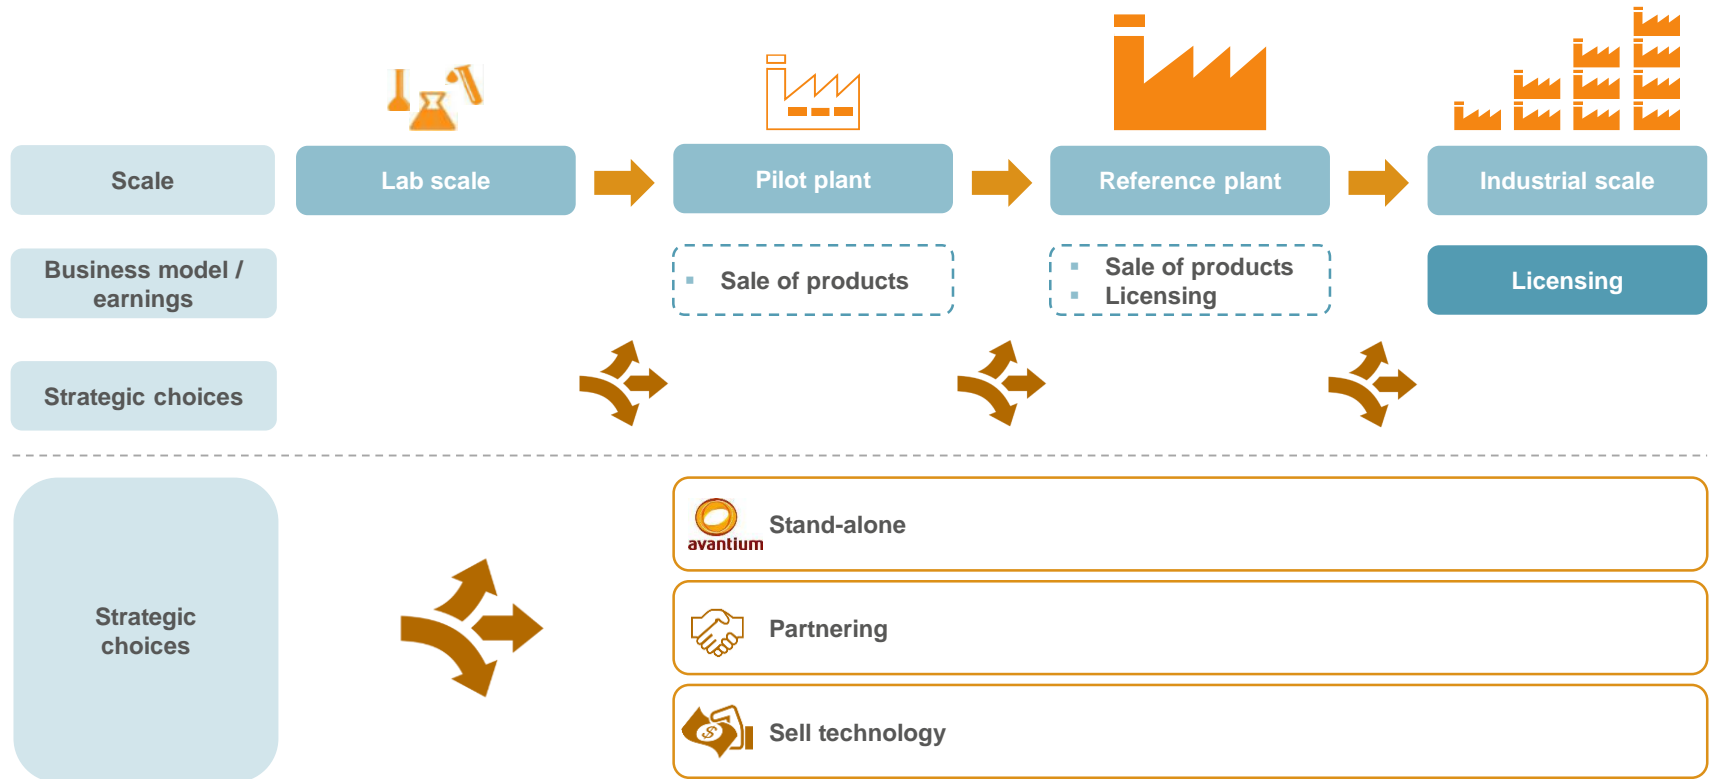 Scale
Lab scale
Pilot plant
Reference plant
Industrial scale
Business model /
earnings
Sale of products
Sale of products
Licensing
Licensing
Strategic choices
Strategic
choices
avantium
Stand-alone
Partnering
$
Sell technology